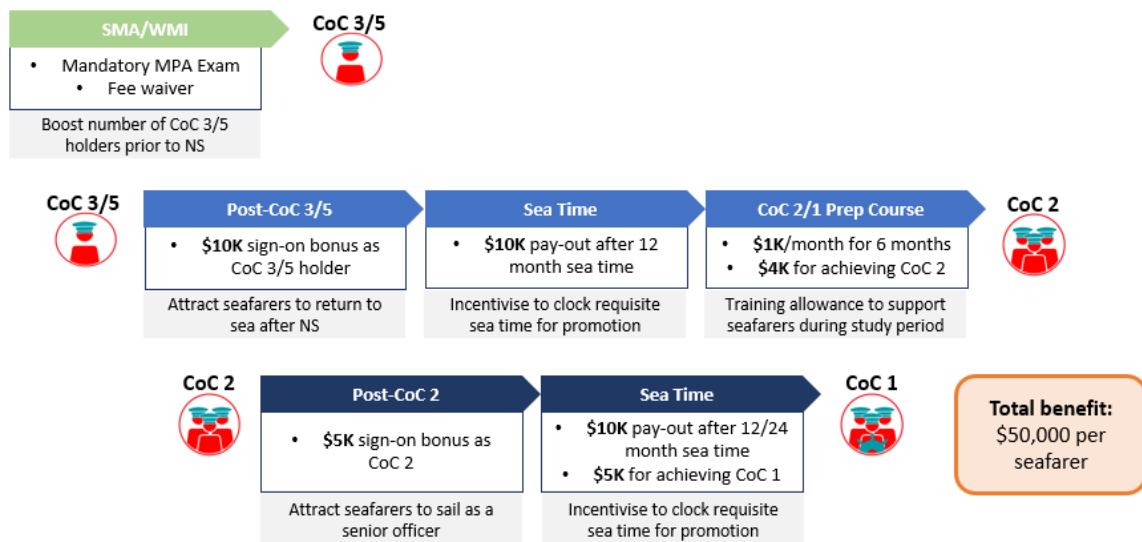 SMA/WMI
CoC 3/5
• Mandatory MPA Exam
• Fee waiver
Boost number of CoC 3/5
holders prior to NS
CoC 3/5
Post-CoC 3/5
• $10K sign-on bonus as
CoC 3/5 holder
Attract seafarers to return to
sea after NS
Sea Time
• $10K pay-out after 12
month sea time
Incentivise to clock requisite
sea time for promotion
CoC 2/1 Prep Course
• $1K/month for 6 months
• $4K for achieving CoC 2
Training allowance to support
seafarers during study period
CoC 2
CoC 2
Post-CoC 2
• $5K sign-on bonus as
CoC 2
Attract seafarers to sail as a
senior officer
Sea Time
• $10K pay-out after 12/24
month sea time
• $5K for achieving CoC 1
Incentivise to clock requisite
sea time for promotion
CoC 1
Total benefit:
$50,000 per
seafarer